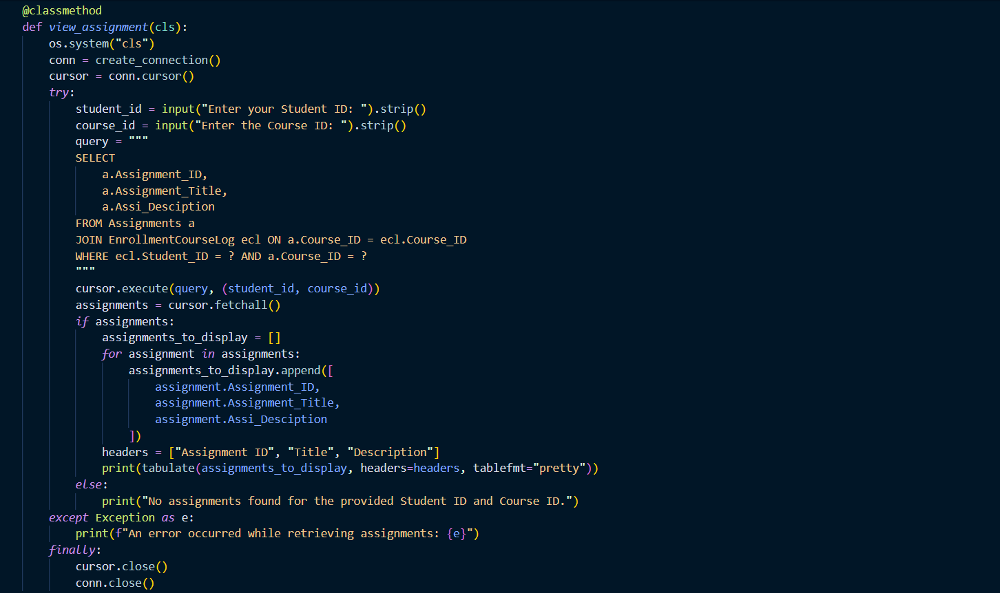 @classmethod
def view_assignment(cls):
    os.system("cls")
    conn = create_connection()
    cursor = conn.cursor()
    try:
        student_id = input("Enter your Student ID: ").strip()
        course_id = input("Enter the Course ID: ").strip()
        query = """
        SELECT
            a.Assignment_ID,
            a.Assignment_Title,
            a.Assi_Desciption
        FROM Assignments a
        JOIN EnrollmentCourseLog ecl ON a.Course_ID = ecl.Course_ID
        WHERE ecl.Student_ID = ? AND a.Course_ID = ?
        """
        cursor.execute(query, (student_id, course_id))
        assignments = cursor.fetchall()
        if assignments:
            assignments_to_display = []
            for assignment in assignments:
                assignments_to_display.append([
                    assignment.Assignment_ID,
                    assignment.Assignment_Title,
                    assignment.Assi_Desciption
                ])
            headers = ["Assignment ID", "Title", "Description"]
            print(tabulate(assignments_to_display, headers=headers, tablefmt="pretty"))
        else:
            print("No assignments found for the provided Student ID and Course ID.")
    except Exception as e:
        print(f"An error occurred while retrieving assignments: {e}")
    finally:
        cursor.close()
        conn.close()